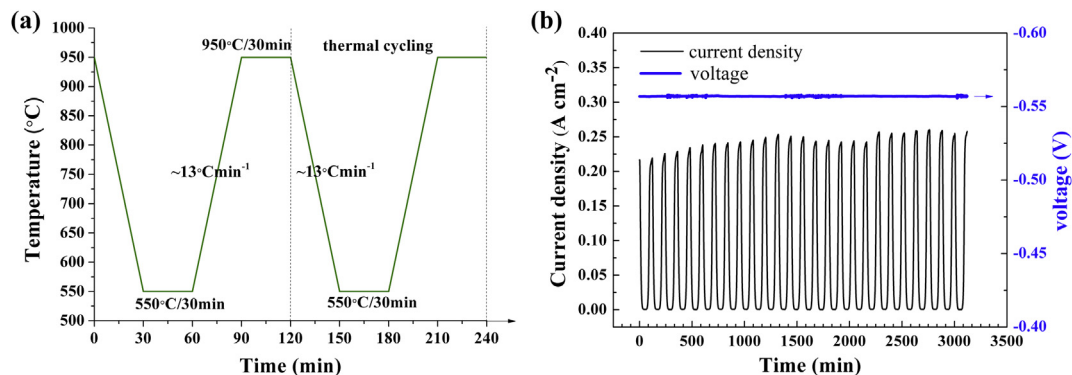 (a)
1000
950
900
850
800
750
700
650
600
550
500
Temperature (°C)
950°C/30min
thermal cycling
~13°Cmin⁻¹
~13°Cmin⁻¹
550°C/30min
550°C/30min
0 30 60 90 120 150 180 210 240
Time (min)
(b)
0.40
0.35
0.30
0.25
0.20
0.15
0.10
0.05
0.00
Current density (A cm⁻²)
current density
voltage
-0.60
-0.55
-0.50
-0.45
-0.40
voltage (V)
0 500 1000 1500 2000 2500 3000 3500
Time (min)